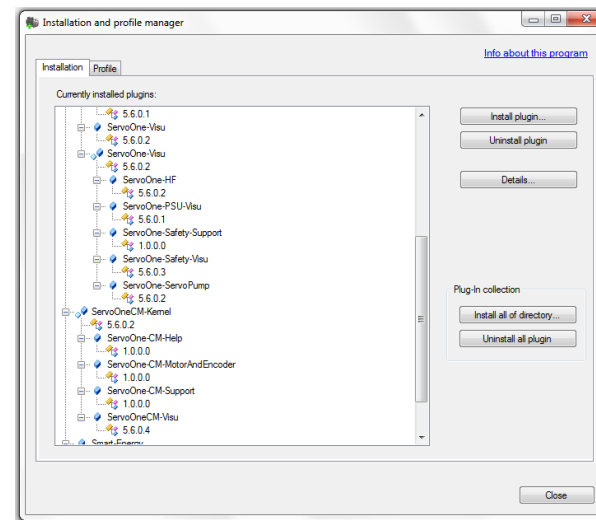 Installation and profile manager
Info about this program
Installation
Profile
Currently installed plugins:
5.6.0.1
ServoOne-Visu
5.6.0.2
ServoOne-Visu
5.6.0.2
ServoOne-HF
5.6.0.2
ServoOne-PSU-Visu
5.6.0.1
ServoOne-Safety-Support
1.0.0.0
ServoOne-Safety-Visu
5.6.0.3
ServoOne-ServoPump
5.6.0.2
ServoOneCM-Kernel
5.6.0.2
ServoOne-CM-Help
1.0.0.0
ServoOne-CM-MotorAndEncoder
1.0.0.0
ServoOne-CM-Support
1.0.0.0
ServoOneCM-Visu
5.6.0.4
Smart-Energy
Install plugin...
Uninstall plugin
Details...
Plug-In collection
Install all of directory...
Uninstall all plugin
Close